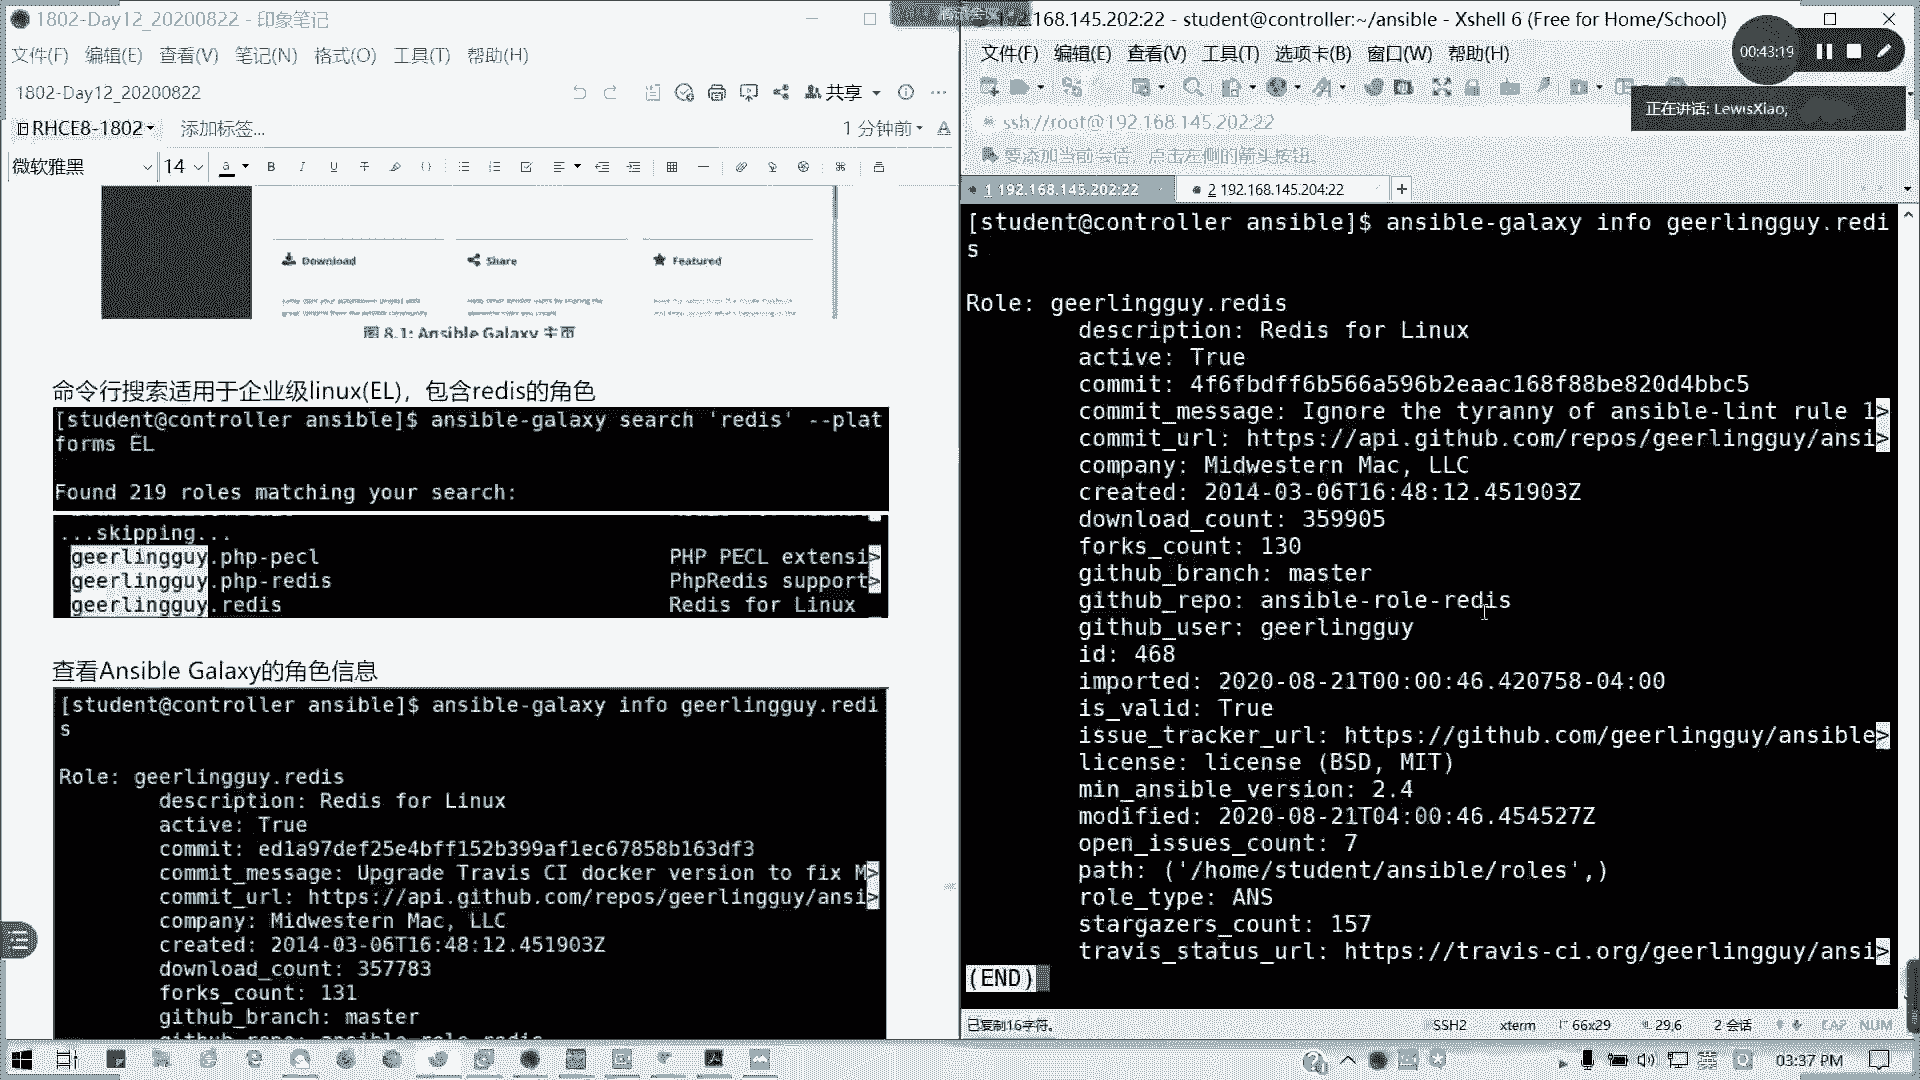 1802-Day12_20200822 - 印象笔记
文件(F) 编辑(E) 查看(V) 笔记(N) 格式(O) 工具(T) 帮助(H)
1802-Day12_20200822
共享
RHCE8-1802
添加标签...
1 分钟前
微软雅黑 14
Download Share Featured
图 8.1: Ansible Galaxy 主页
命令行搜索适用于企业级linux(EL)，包含redis的角色
[student@controller ansible]$ ansible-galaxy search 'redis' --plat
forms EL
Found 219 roles matching your search:
...skipping...
geerlingguy.php-pecl PHP PECL extensi>
geerlingguy.php-redis PhpRedis support>
geerlingguy.redis Redis for Linux
查看Ansible Galaxy的角色信息
[student@controller ansible]$ ansible-galaxy info geerlingguy.redi
s
Role: geerlingguy.redis
description: Redis for Linux
active: True
commit: ed1a97def25e4bff152b399af1ec67858b163df3
commit_message: Upgrade Travis CI docker version to fix M>
commit_url: https://api.github.com/repos/geerlingguy/ansi>
company: Midwestern Mac, LLC
created: 2014-03-06T16:48:12.451903Z
download_count: 357783
forks_count: 131
github_branch: master
192.168.145.202:22 - student@controller:~/ansible - Xshell 6 (Free for Home/School)
文件(F) 编辑(E) 查看(V) 工具(T) 选项卡(B) 窗口(W) 帮助(H)
00:43:19
正在讲话: LewisXiao;
ssh://root@192.168.145.202:22
要添加当前会话，点击左侧的箭头按钮。
1 192.168.145.202:22
2 192.168.145.204:22
[student@controller ansible]$ ansible-galaxy info geerlingguy.redi
s
Role: geerlingguy.redis
description: Redis for Linux
active: True
commit: 4f6fbdff6b566a596b2eaac168f88be820d4bbc5
commit_message: Ignore the tyranny of ansible-lint rule 1>
commit_url: https://api.github.com/repos/geerlingguy/ansi>
company: Midwestern Mac, LLC
created: 2014-03-06T16:48:12.451903Z
download_count: 359905
forks_count: 130
github_branch: master
github_repo: ansible-role-redis
github_user: geerlingguy
id: 468
imported: 2020-08-21T00:00:46.420758-04:00
is_valid: True
issue_tracker_url: https://github.com/geerlingguy/ansible>
license: license (BSD, MIT)
min_ansible_version: 2.4
modified: 2020-08-21T04:00:46.454527Z
open_issues_count: 7
path: ('/home/student/ansible/roles',)
role_type: ANS
stargazers_count: 157
travis_status_url: https://travis-ci.org/geerlingguy/ansi>
(END)
已复制16字符。
SSH2 xterm 66x29 29,6 2 会话 CAP NUM
英
03:37 PM